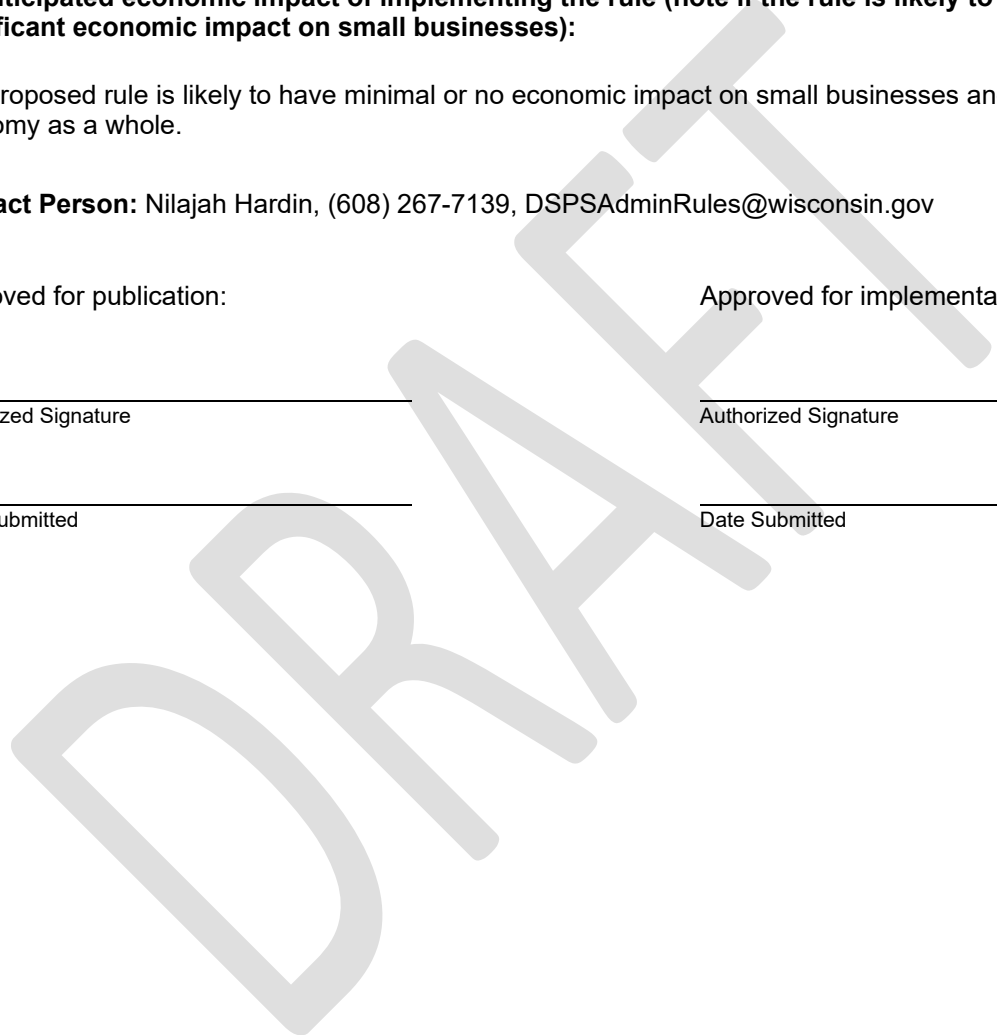 ticipated economic impact of implementing the rule (note if the rule is likely to
ficant economic impact on small businesses):
roposed rule is likely to have minimal or no economic impact on small businesses an
omy as a whole.
act Person: Nilajah Hardin, (608) 267-7139, DSPSAdminRules@wisconsin.gov
oved for publication:
Approved for implementa
zed Signature
Authorized Signature
ubmitted
Date Submitted
DRAFT